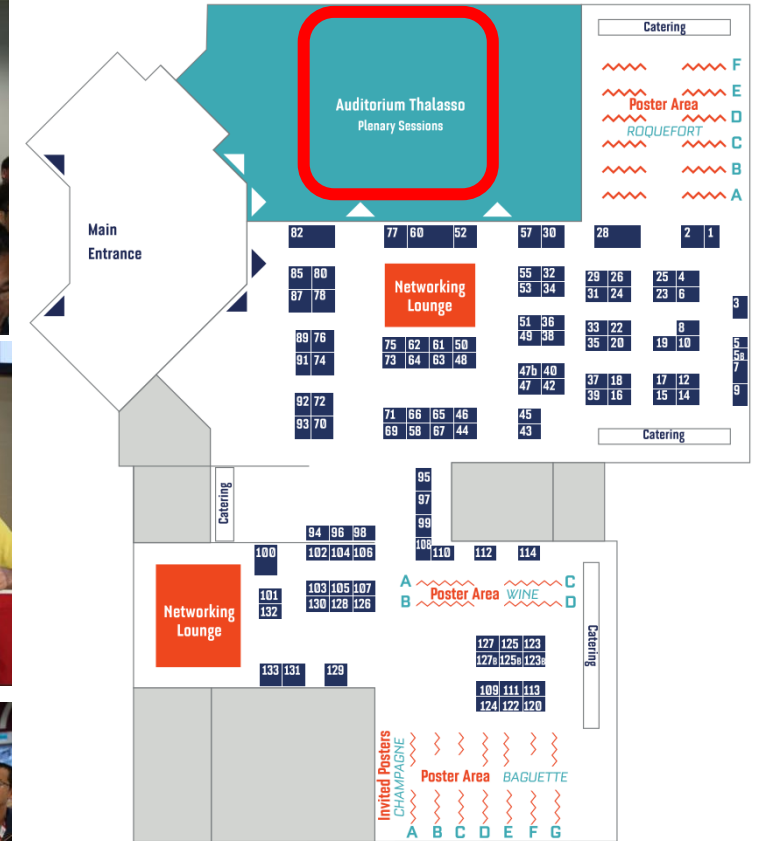 Catering
F
E
Poster Area
D
ROQUEFORT
C
B
A
Auditorium Thalasso
Plenary Sessions
Main
Entrance
82
77 60 52
57 30
28
2 1
85 80
87 78
Networking
Lounge
55 32
53 34
29 26
31 24
25 4
23 6
3
51 36
49 38
33 22
35 20
8
19 10
5
5B
7
9
89 76
91 74
75 62 61 50
73 64 63 48
47b 40
47 42
37 18
39 16
17 12
15 14
92 72
93 70
71 66 65 46
69 58 67 44
45
43
Catering
Catering
95
97
99
108
110
112
114
94 96 98
102 104 106
100
101
132
103 105 107
130 128 126
Networking
Lounge
133 131
129
A
B
Poster Area WINE
C
D
Catering
127 125 123
127B 125B 123B
109 111 113
124 122 120
Invited Posters
CHAMPAGNE
Poster Area BAGUETTE
A B C D E F G